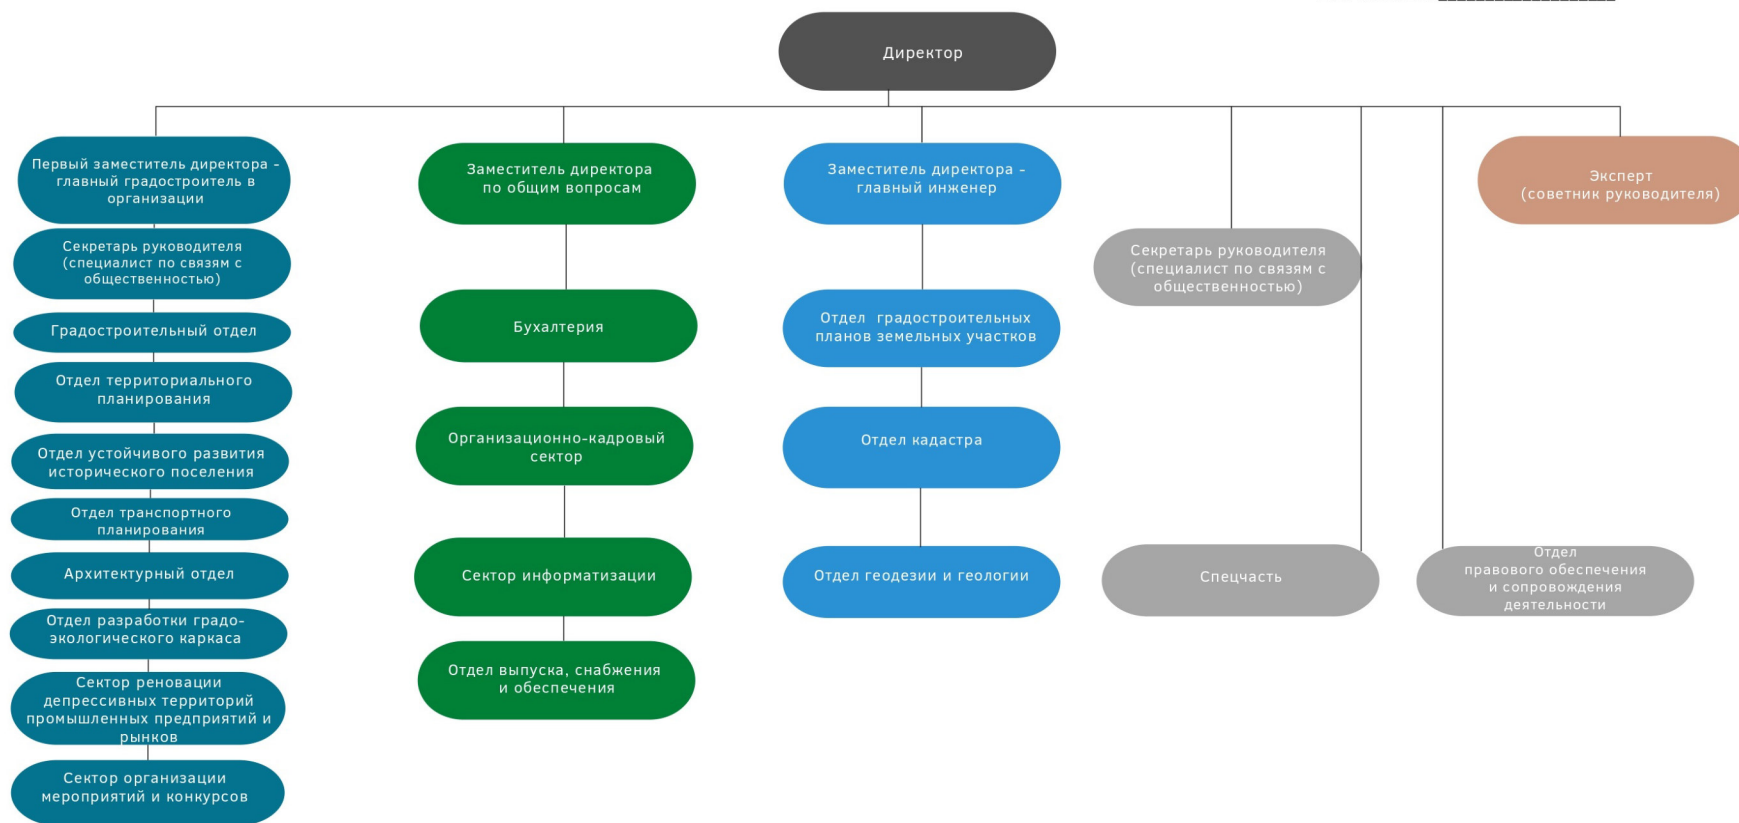 Директор
Первый заместитель директора -
главный градостроитель в
организации
Секретарь руководителя
(специалист по связям с
общественностью)
Градостроительный отдел
Отдел территориального
планирования
Отдел устойчивого развития
исторического поселения
Отдел транспортного
планирования
Архитектурный отдел
Отдел разработки градо-
экологического каркаса
Сектор реновации
депрессивных территорий
промышленных предприятий и
рынков
Сектор организации
мероприятий и конкурсов
Заместитель директора
по общим вопросам
Бухгалтерия
Организационно-кадровый
сектор
Сектор информатизации
Отдел выпуска, снабжения
и обеспечения
Заместитель директора -
главный инженер
Отдел градостроительных
планов земельных участков
Отдел кадастра
Отдел геодезии и геологии
Секретарь руководителя
(специалист по связям с
общественностью)
Спецчасть
Отдел
правового обеспечения
и сопровождения
деятельности
Эксперт
(советник руководителя)